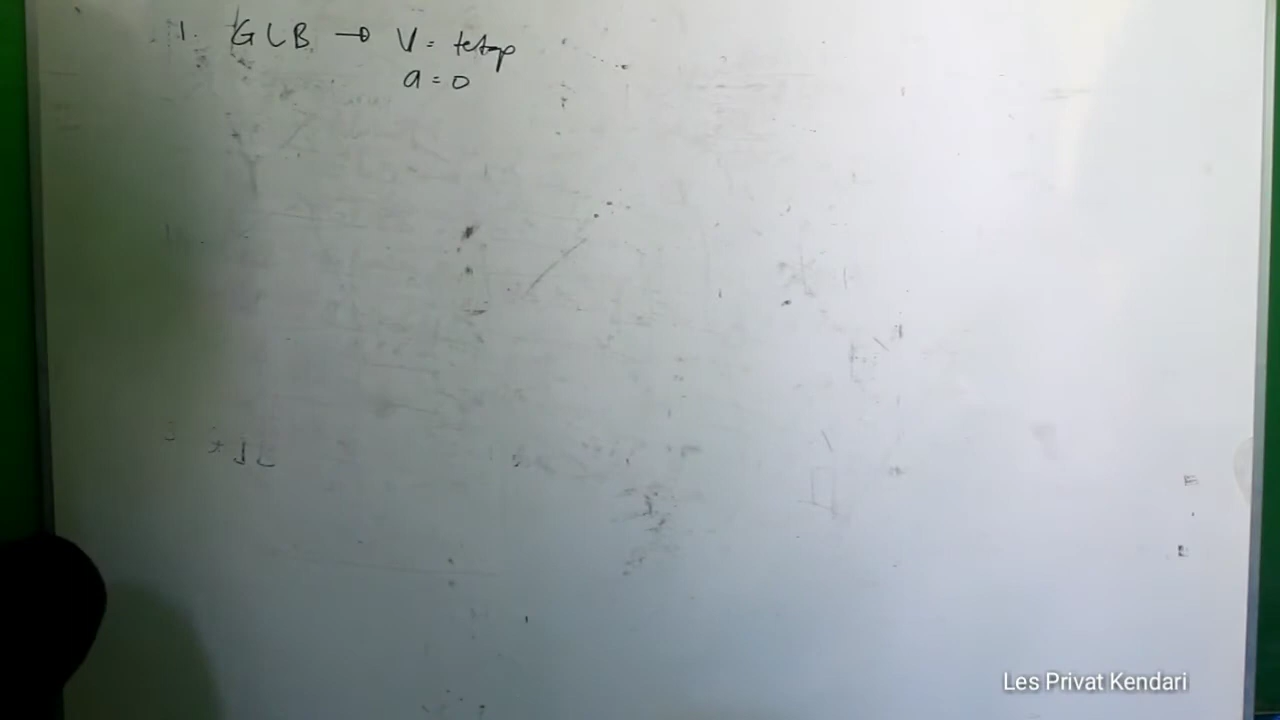 1. GLB → V = tetap
a = 0
Les Privat Kendari